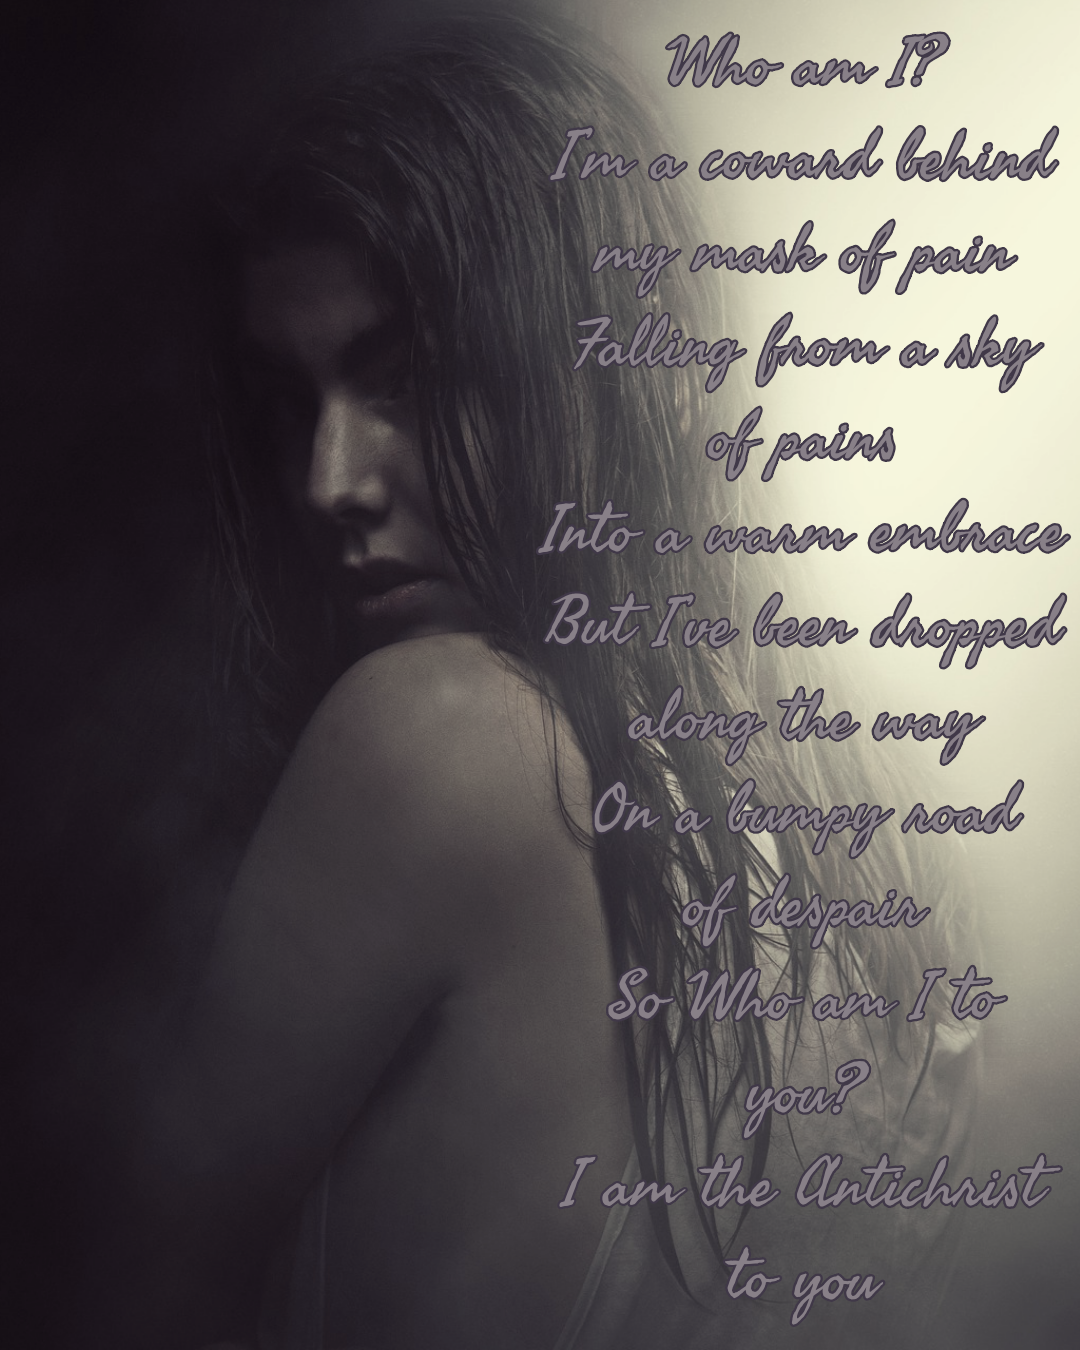 Who am I?
I'm a coward behind
my mask of pain
Falling from a sky
of pains
Into a warm embrace
But I've been dropped
along the way
On a bumpy road
of despair
So Who am I to
you?
I am the Antichrist
to you